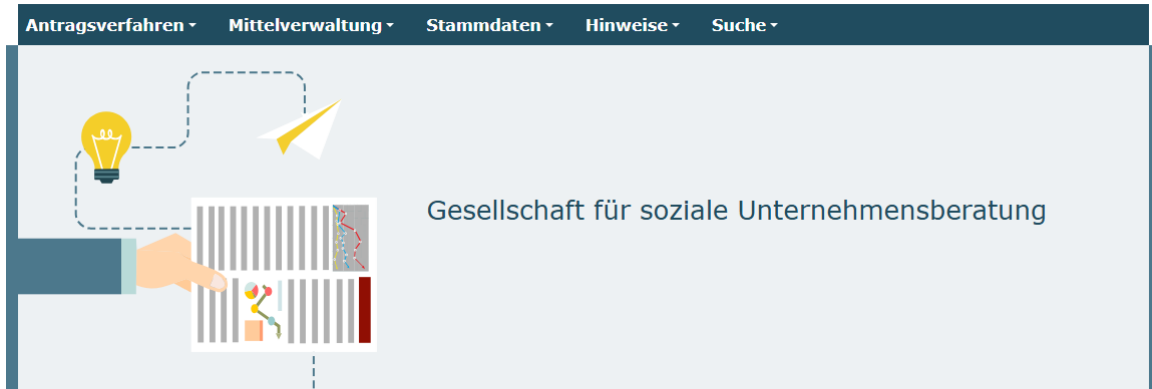 Antragsverfahren Mittelverwaltung Stammdaten Hinweise Suche
Gesellschaft für soziale Unternehmensberatung